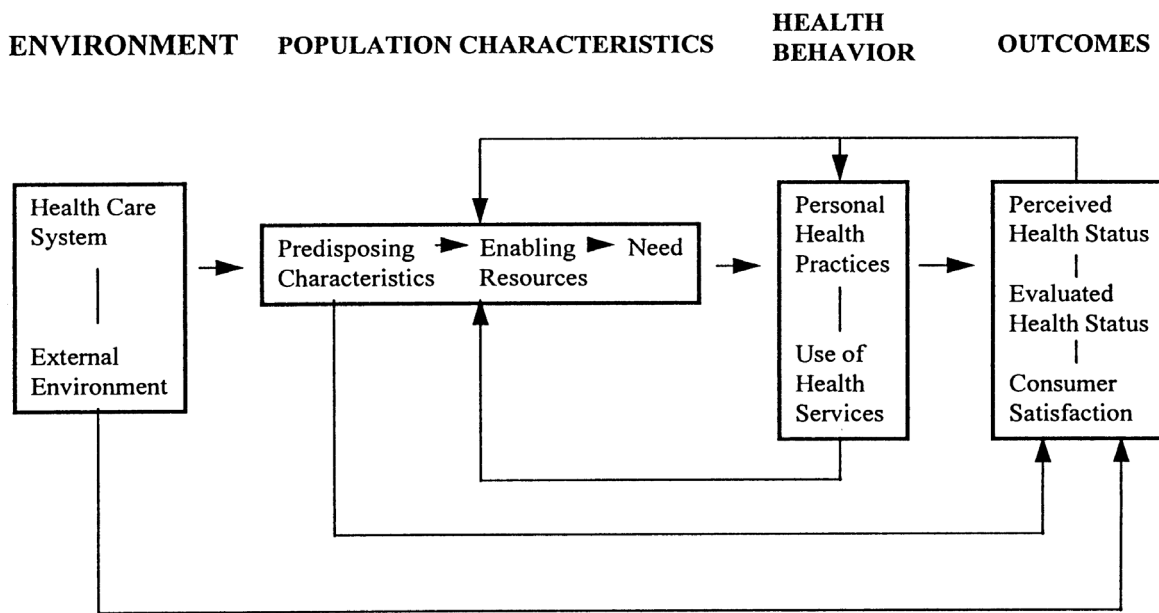 ENVIRONMENT
POPULATION CHARACTERISTICS
HEALTH
BEHAVIOR
OUTCOMES
Health Care
System
External
Environment
Predisposing
Characteristics
Enabling
Resources
Need
Personal
Health
Practices
Use of
Health
Services
Perceived
Health Status
Evaluated
Health Status
Consumer
Satisfaction